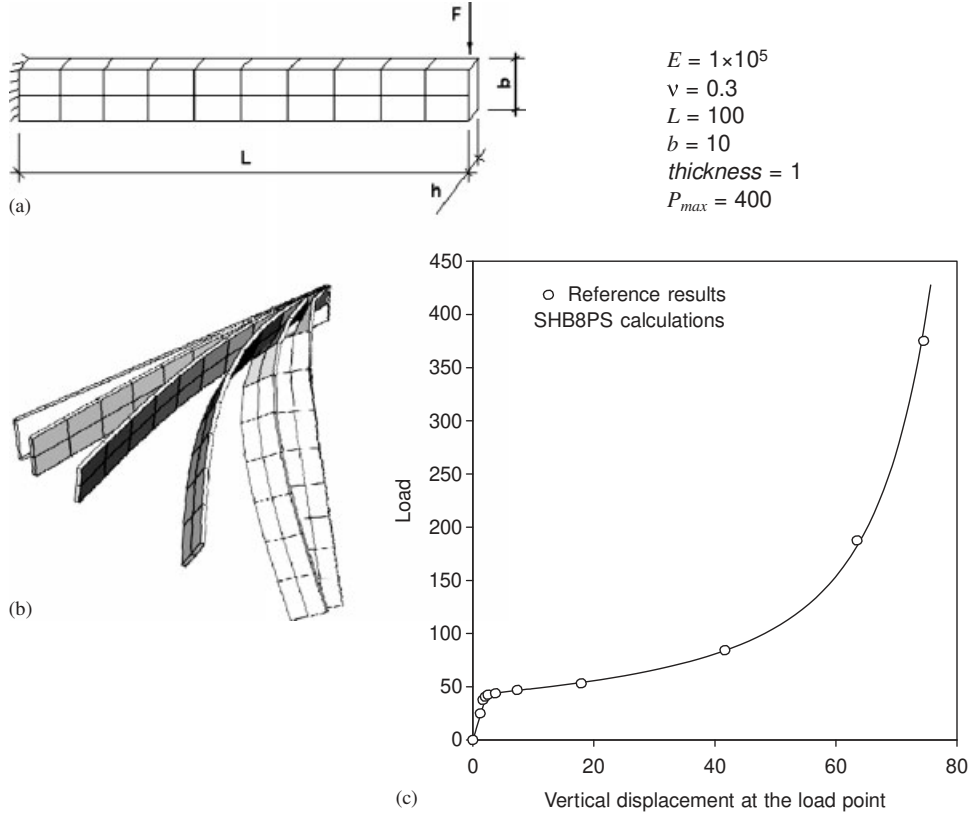 F
b
L
h
(a)
E = 1×10⁵
ν = 0.3
L = 100
b = 10
thickness = 1
Pmax = 400
(b)
450
400
350
300
250
200
150
100
50
0
Load
Reference results
SHB8PS calculations
0
20
40
60
80
Vertical displacement at the load point
(c)